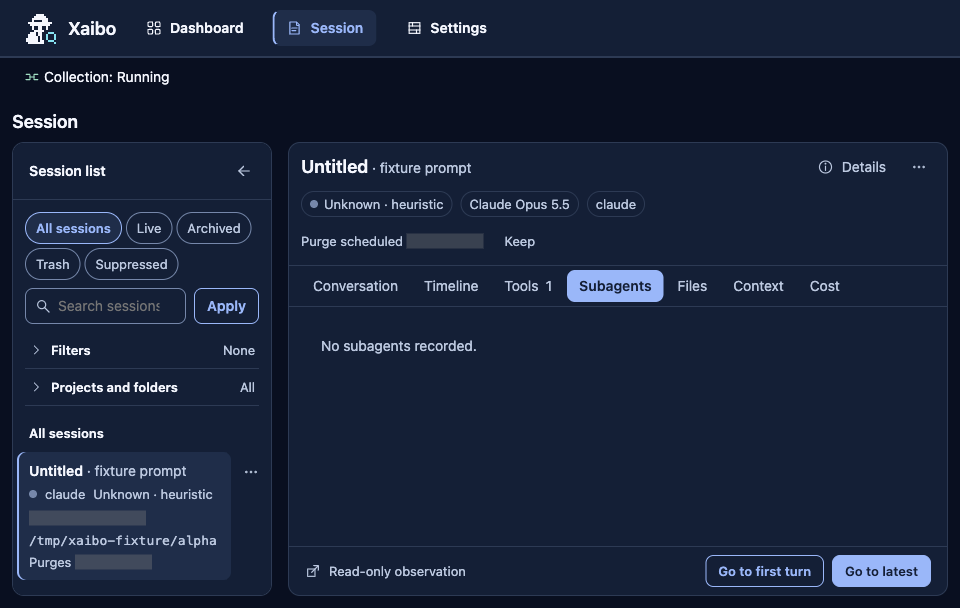 Xaibo Dashboard Session Settings
Collection: Running
Session
Session list
All sessions Live Archived
Trash Suppressed
Search sessions Apply
Filters None
Projects and folders All
All sessions
Untitled · fixture prompt ···
claude Unknown · heuristic
/tmp/xaibo-fixture/alpha
Purges
Untitled · fixture prompt Details ···
Unknown · heuristic Claude Opus 5.5 claude
Purge scheduled Keep
Conversation Timeline Tools 1 Subagents Files Context Cost
No subagents recorded.
Read-only observation Go to first turn Go to latest